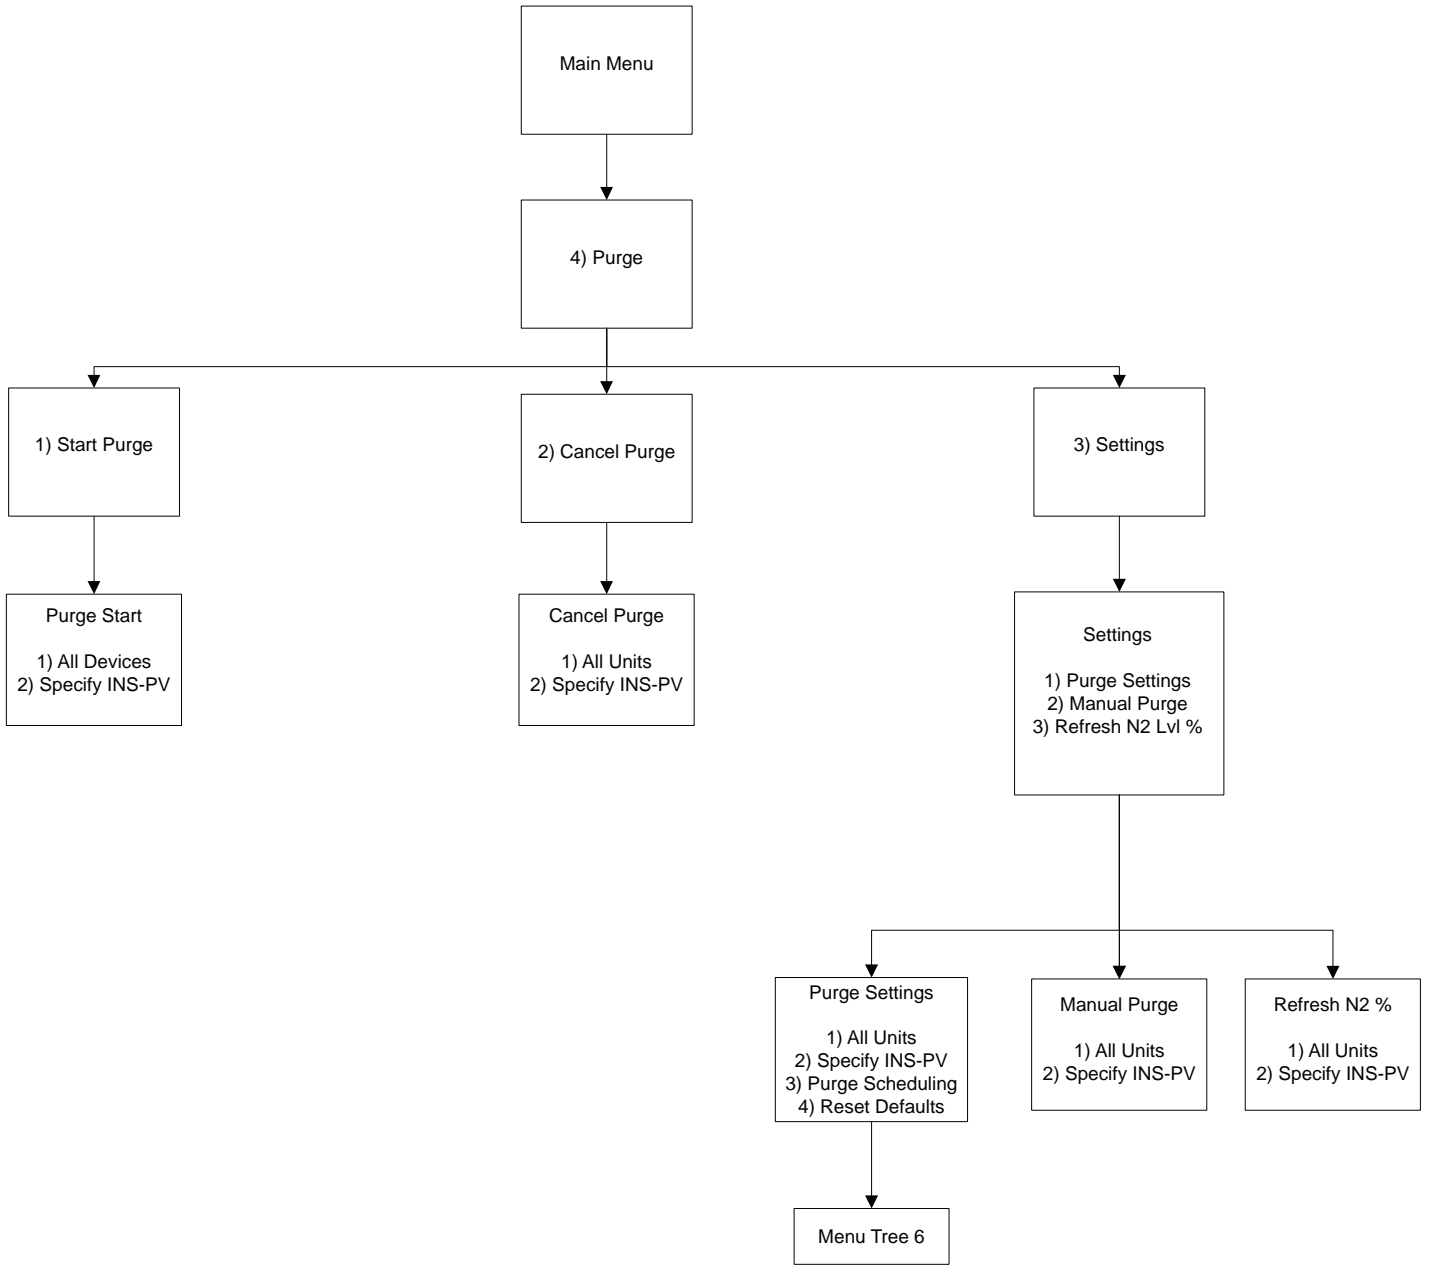 Main Menu
4) Purge
1) Start Purge
2) Cancel Purge
3) Settings
Purge Start
1) All Devices
2) Specify INS-PV
Cancel Purge
1) All Units
2) Specify INS-PV
Settings
1) Purge Settings
2) Manual Purge
3) Refresh N2 Lvl %
Purge Settings
1) All Units
2) Specify INS-PV
3) Purge Scheduling
4) Reset Defaults
Manual Purge
1) All Units
2) Specify INS-PV
Refresh N2 %
1) All Units
2) Specify INS-PV
Menu Tree 6